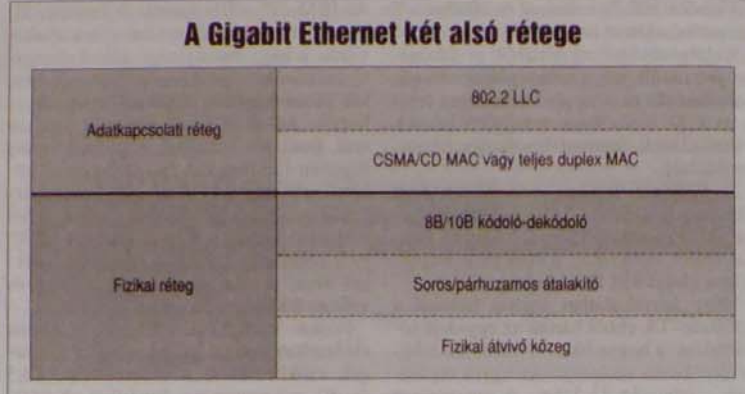 A Gigabit Ethernet két alsó rétege
Adatkapcsolati réteg
802.2 LLC
CSMA/CD MAC vagy teljes duplex MAC
Fizikai réteg
8B/10B kódoló-dekódoló
Soros/párhuzamos átalakító
Fizikai átvivő közeg